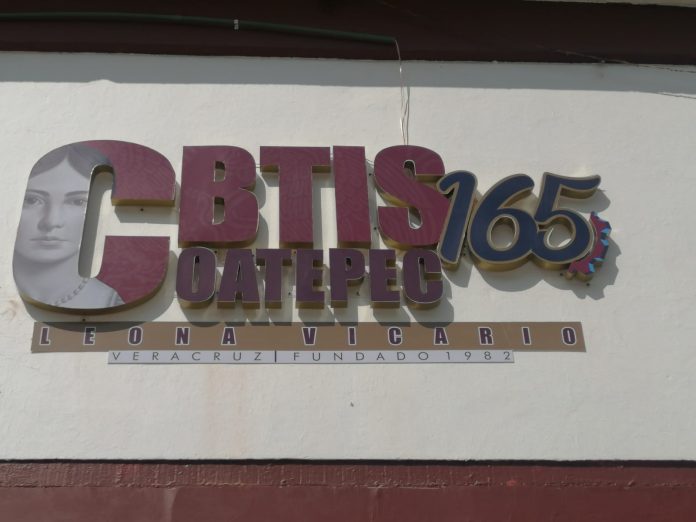 CBTIS 165
COATEPEC
LEONA VICARIO
VERACRUZ | FUNDADO 1982